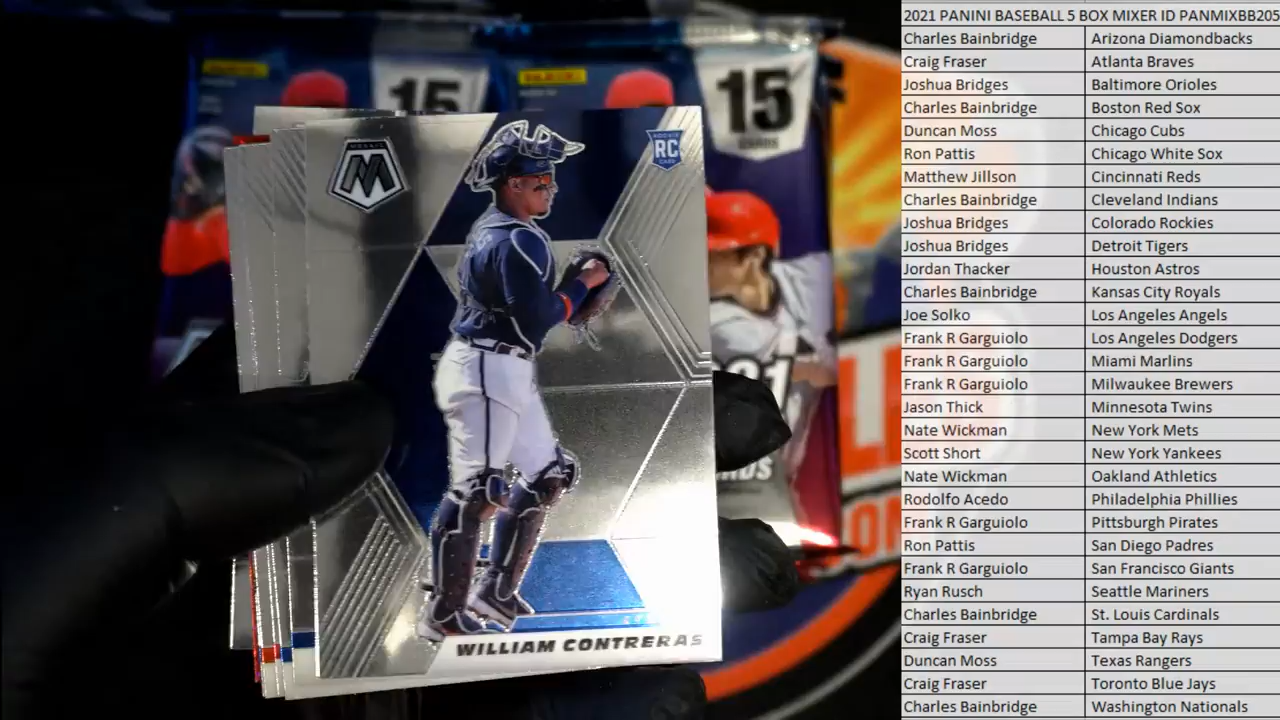 2021 PANINI BASEBALL 5 BOX MIXER ID PANMIXBB205
Charles Bainbridge Arizona Diamondbacks
Craig Fraser Atlanta Braves
Joshua Bridges Baltimore Orioles
Charles Bainbridge Boston Red Sox
Duncan Moss Chicago Cubs
Ron Pattis Chicago White Sox
Matthew Jillson Cincinnati Reds
Charles Bainbridge Cleveland Indians
Joshua Bridges Colorado Rockies
Joshua Bridges Detroit Tigers
Jordan Thacker Houston Astros
Charles Bainbridge Kansas City Royals
Joe Solko Los Angeles Angels
Frank R Garguiolo Los Angeles Dodgers
Frank R Garguiolo Miami Marlins
Frank R Garguiolo Milwaukee Brewers
Jason Thick Minnesota Twins
Nate Wickman New York Mets
Scott Short New York Yankees
Nate Wickman Oakland Athletics
Rodolfo Acedo Philadelphia Phillies
Frank R Garguiolo Pittsburgh Pirates
Ron Pattis San Diego Padres
Frank R Garguiolo San Francisco Giants
Ryan Rusch Seattle Mariners
Charles Bainbridge St. Louis Cardinals
Craig Fraser Tampa Bay Rays
Duncan Moss Texas Rangers
Craig Fraser Toronto Blue Jays
Charles Bainbridge Washington Nationals
PANINI
PANINI
15
15
CARDS
MOSAIC
M
ROOKIE
RC
CARD
WILLIAM CONTRERAS